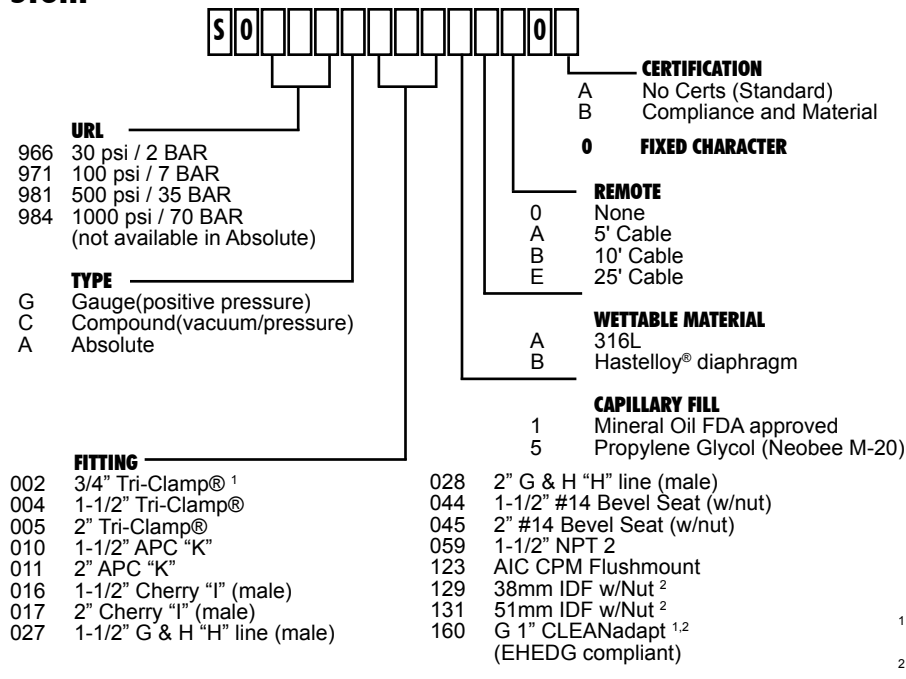 S 0 0
CERTIFICATION
A No Certs (Standard)
B Compliance and Material
0 FIXED CHARACTER
URL
966 30 psi / 2 BAR
971 100 psi / 7 BAR
981 500 psi / 35 BAR
984 1000 psi / 70 BAR
(not available in Absolute)
REMOTE
0 None
A 5' Cable
B 10' Cable
E 25' Cable
TYPE
G Gauge(positive pressure)
C Compound(vacuum/pressure)
A Absolute
WETTABLE MATERIAL
A 316L
B Hastelloy® diaphragm
CAPILLARY FILL
1 Mineral Oil FDA approved
5 Propylene Glycol (Neobee M-20)
FITTING
002 3/4” Tri-Clamp® 1
004 1-1/2” Tri-Clamp®
005 2” Tri-Clamp®
010 1-1/2” APC “K”
011 2” APC “K”
016 1-1/2” Cherry “I” (male)
017 2” Cherry “I” (male)
027 1-1/2” G & H “H” line (male)
028 2” G & H “H” line (male)
044 1-1/2” #14 Bevel Seat (w/nut)
045 2” #14 Bevel Seat (w/nut)
059 1-1/2” NPT 2
123 AIC CPM Flushmount
129 38mm IDF w/Nut 2
131 51mm IDF w/Nut 2
160 G 1” CLEANadapt 1,2
(EHEDG compliant)
1
2